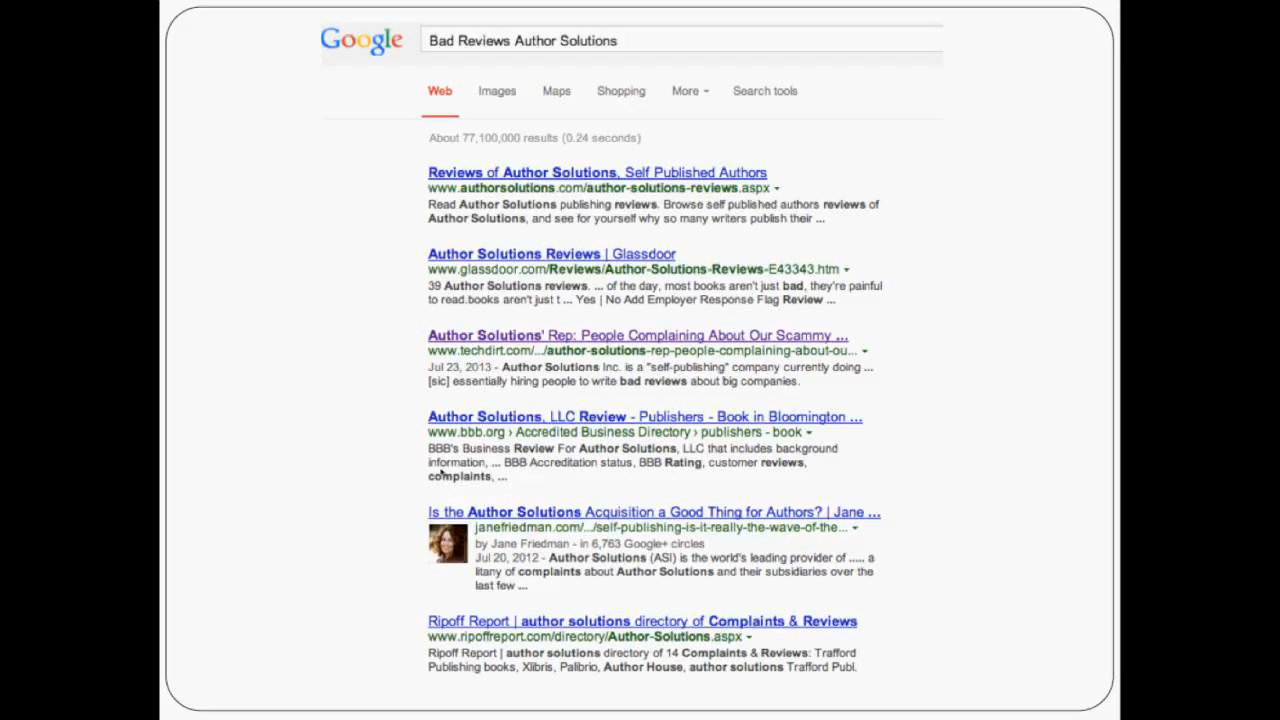 Google Bad Reviews Author Solutions
Web Images Maps Shopping More Search tools
About 77,100,000 results (0.24 seconds)
Reviews of Author Solutions, Self Published Authors
www.authorsolutions.com/author-solutions-reviews.aspx
Read Author Solutions publishing reviews. Browse self published authors reviews of
Author Solutions, and see for yourself why so many writers publish their ...
Author Solutions Reviews | Glassdoor
www.glassdoor.com/Reviews/Author-Solutions-Reviews-E43343.htm
39 Author Solutions reviews. ... of the day, most books aren't just bad, they're painful
to read.books aren't just t ... Yes | No Add Employer Response Flag Review ...
Author Solutions' Rep: People Complaining About Our Scammy ...
www.techdirt.com/.../author-solutions-rep-people-complaining-about-ou...
Jul 23, 2013 - Author Solutions Inc. is a "self-publishing" company currently doing ...
[sic] essentially hiring people to write bad reviews about big companies.
Author Solutions, LLC Review - Publishers - Book in Bloomington ...
www.bbb.org › Accredited Business Directory › publishers - book
BBB's Business Review For Author Solutions, LLC that includes background
information, ... BBB Accreditation status, BBB Rating, customer reviews,
complaints, ...
Is the Author Solutions Acquisition a Good Thing for Authors? | Jane ...
janefriedman.com/.../self-publishing-is-it-really-the-wave-of-the...
by Jane Friedman - in 6,763 Google+ circles
Jul 20, 2012 - Author Solutions (ASI) is the world's leading provider of ..... a
litany of complaints about Author Solutions and their subsidiaries over the
last few ...
Ripoff Report | author solutions directory of Complaints & Reviews
www.ripoffreport.com/directory/Author-Solutions.aspx
Ripoff Report | author solutions directory of 14 Complaints & Reviews: Trafford
Publishing books, Xlibris, Palibrio, Author House, author solutions Trafford Publ.